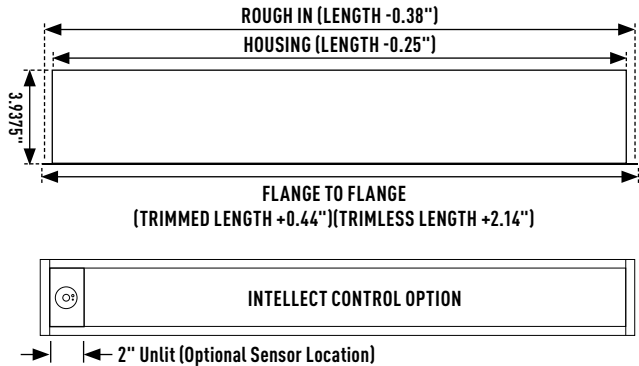 ROUGH IN (LENGTH -0.38")
HOUSING (LENGTH -0.25")
3.9375"
FLANGE TO FLANGE
(TRIMMED LENGTH +0.44")(TRIMLESS LENGTH +2.14")
INTELLECT CONTROL OPTION
2" Unlit (Optional Sensor Location)